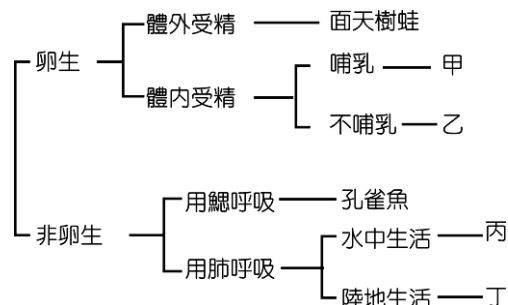 卵生
體外受精
面天樹蛙
體內受精
哺乳
甲
不哺乳
乙
非卵生
用鰓呼吸
孔雀魚
用肺呼吸
水中生活
丙
陸地生活
丁